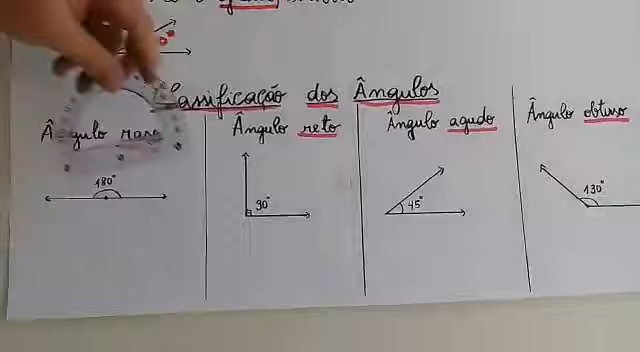 Classificação dos Ângulos
Ângulo raso
Ângulo reto
Ângulo agudo
Ângulo obtuso
180°
90°
45°
130°